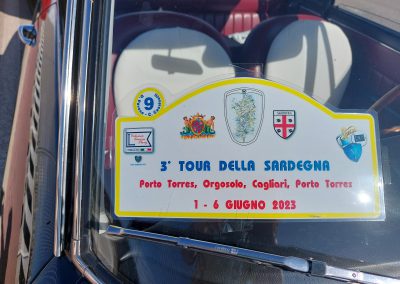 9
3° TOUR DELLA SARDEGNA
Porto Torres, Orgosolo, Cagliari, Porto Torres
1 - 6 GIUGNO 2023